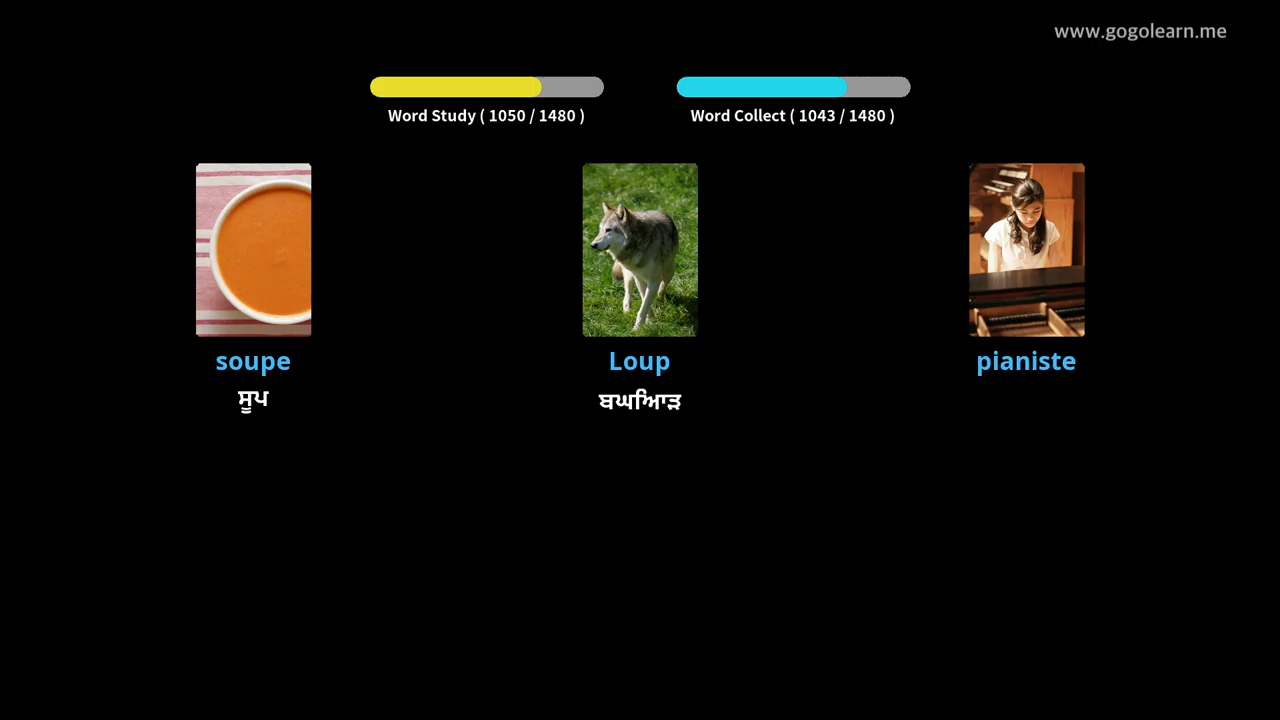 www.gogolearn.me
Word Study ( 1050 / 1480 )
Word Collect ( 1043 / 1480 )
soupe
Loup
pianiste
ਸੂਪ
ਬਘਿਆੜ